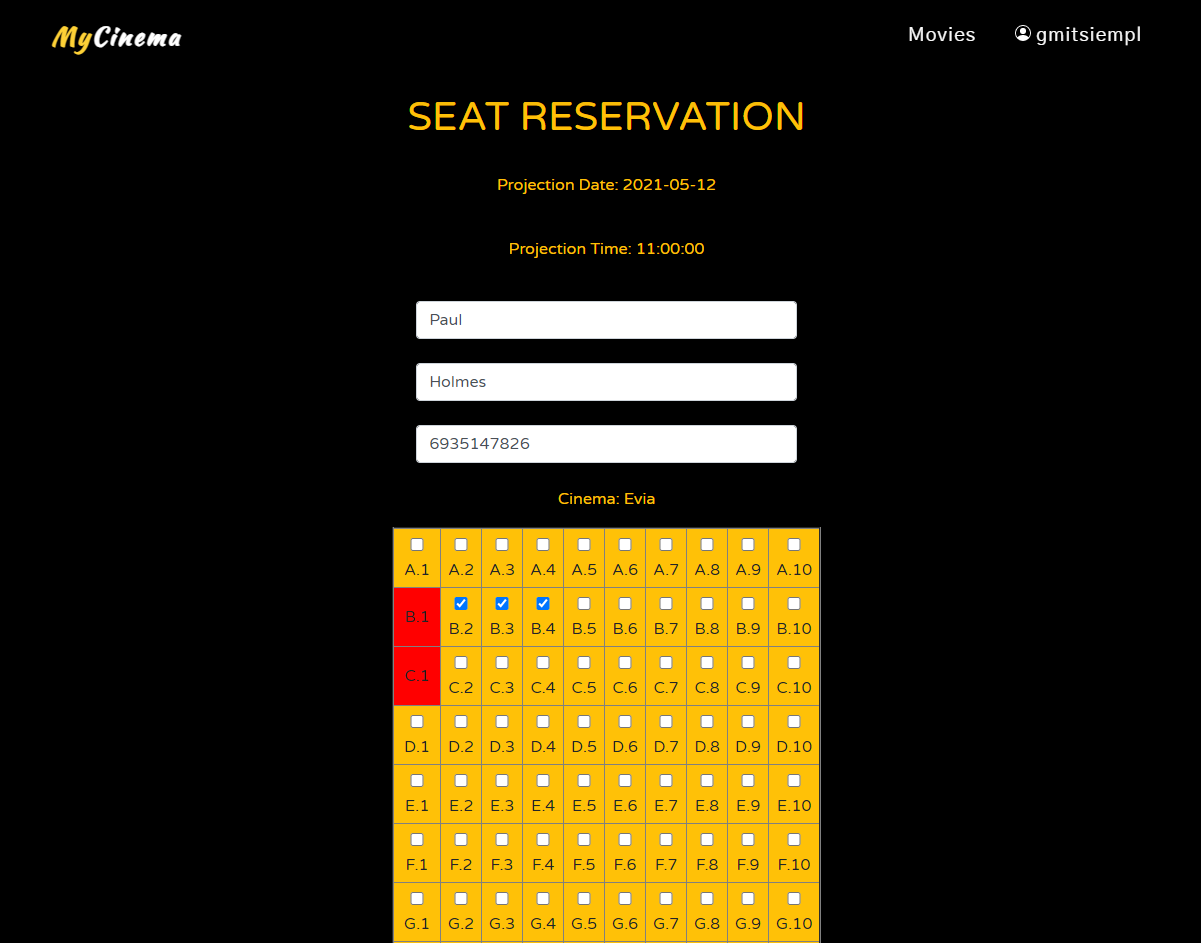 MyCinema
Movies
gmitsiempl
SEAT RESERVATION
Projection Date: 2021-05-12
Projection Time: 11:00:00
Paul
Holmes
6935147826
Cinema: Evia
A.1 A.2 A.3 A.4 A.5 A.6 A.7 A.8 A.9 A.10
B.1 B.2 B.3 B.4 B.5 B.6 B.7 B.8 B.9 B.10
C.1 C.2 C.3 C.4 C.5 C.6 C.7 C.8 C.9 C.10
D.1 D.2 D.3 D.4 D.5 D.6 D.7 D.8 D.9 D.10
E.1 E.2 E.3 E.4 E.5 E.6 E.7 E.8 E.9 E.10
F.1 F.2 F.3 F.4 F.5 F.6 F.7 F.8 F.9 F.10
G.1 G.2 G.3 G.4 G.5 G.6 G.7 G.8 G.9 G.10